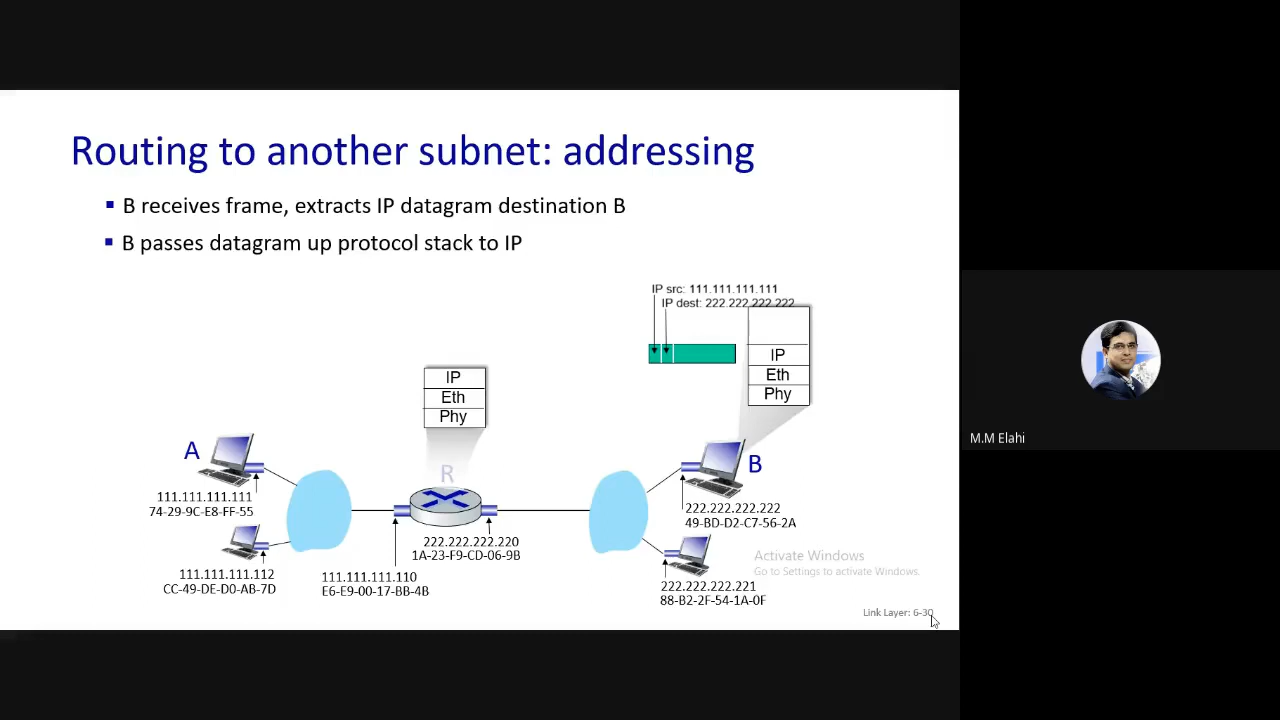 Routing to another subnet: addressing
▪ B receives frame, extracts IP datagram destination B
▪ B passes datagram up protocol stack to IP
IP src: 111.111.111.111
IP dest: 222.222.222.222
IP
Eth
Phy
IP
Eth
Phy
A
R
B
111.111.111.111
74-29-9C-E8-FF-55
111.111.111.112
CC-49-DE-D0-AB-7D
111.111.111.110
E6-E9-00-17-BB-4B
222.222.222.220
1A-23-F9-CD-06-9B
222.222.222.222
49-BD-D2-C7-56-2A
222.222.222.221
88-B2-2F-54-1A-0F
Activate Windows
Go to Settings to activate Windows.
Link Layer: 6-30
M.M Elahi